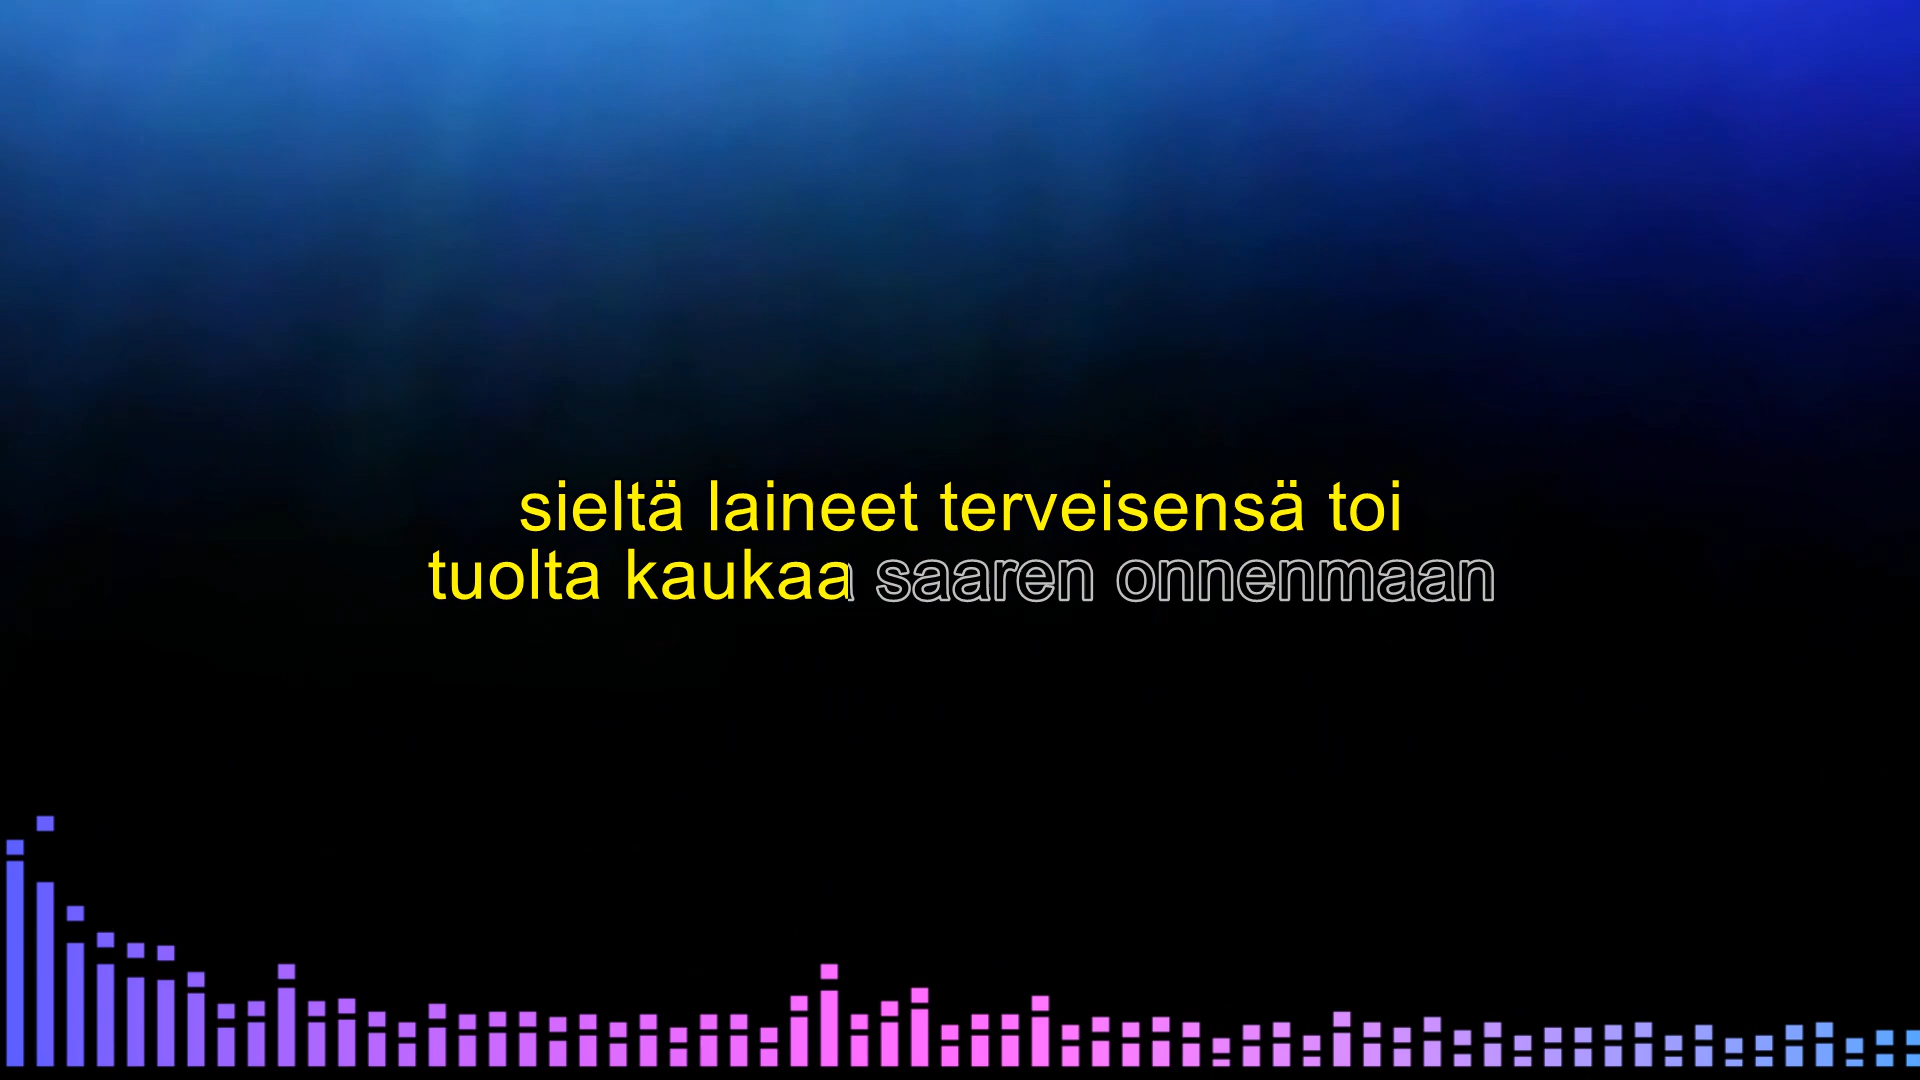 sieltä laineet terveisensä toi
tuolta kaukaa saaren onnenmaan